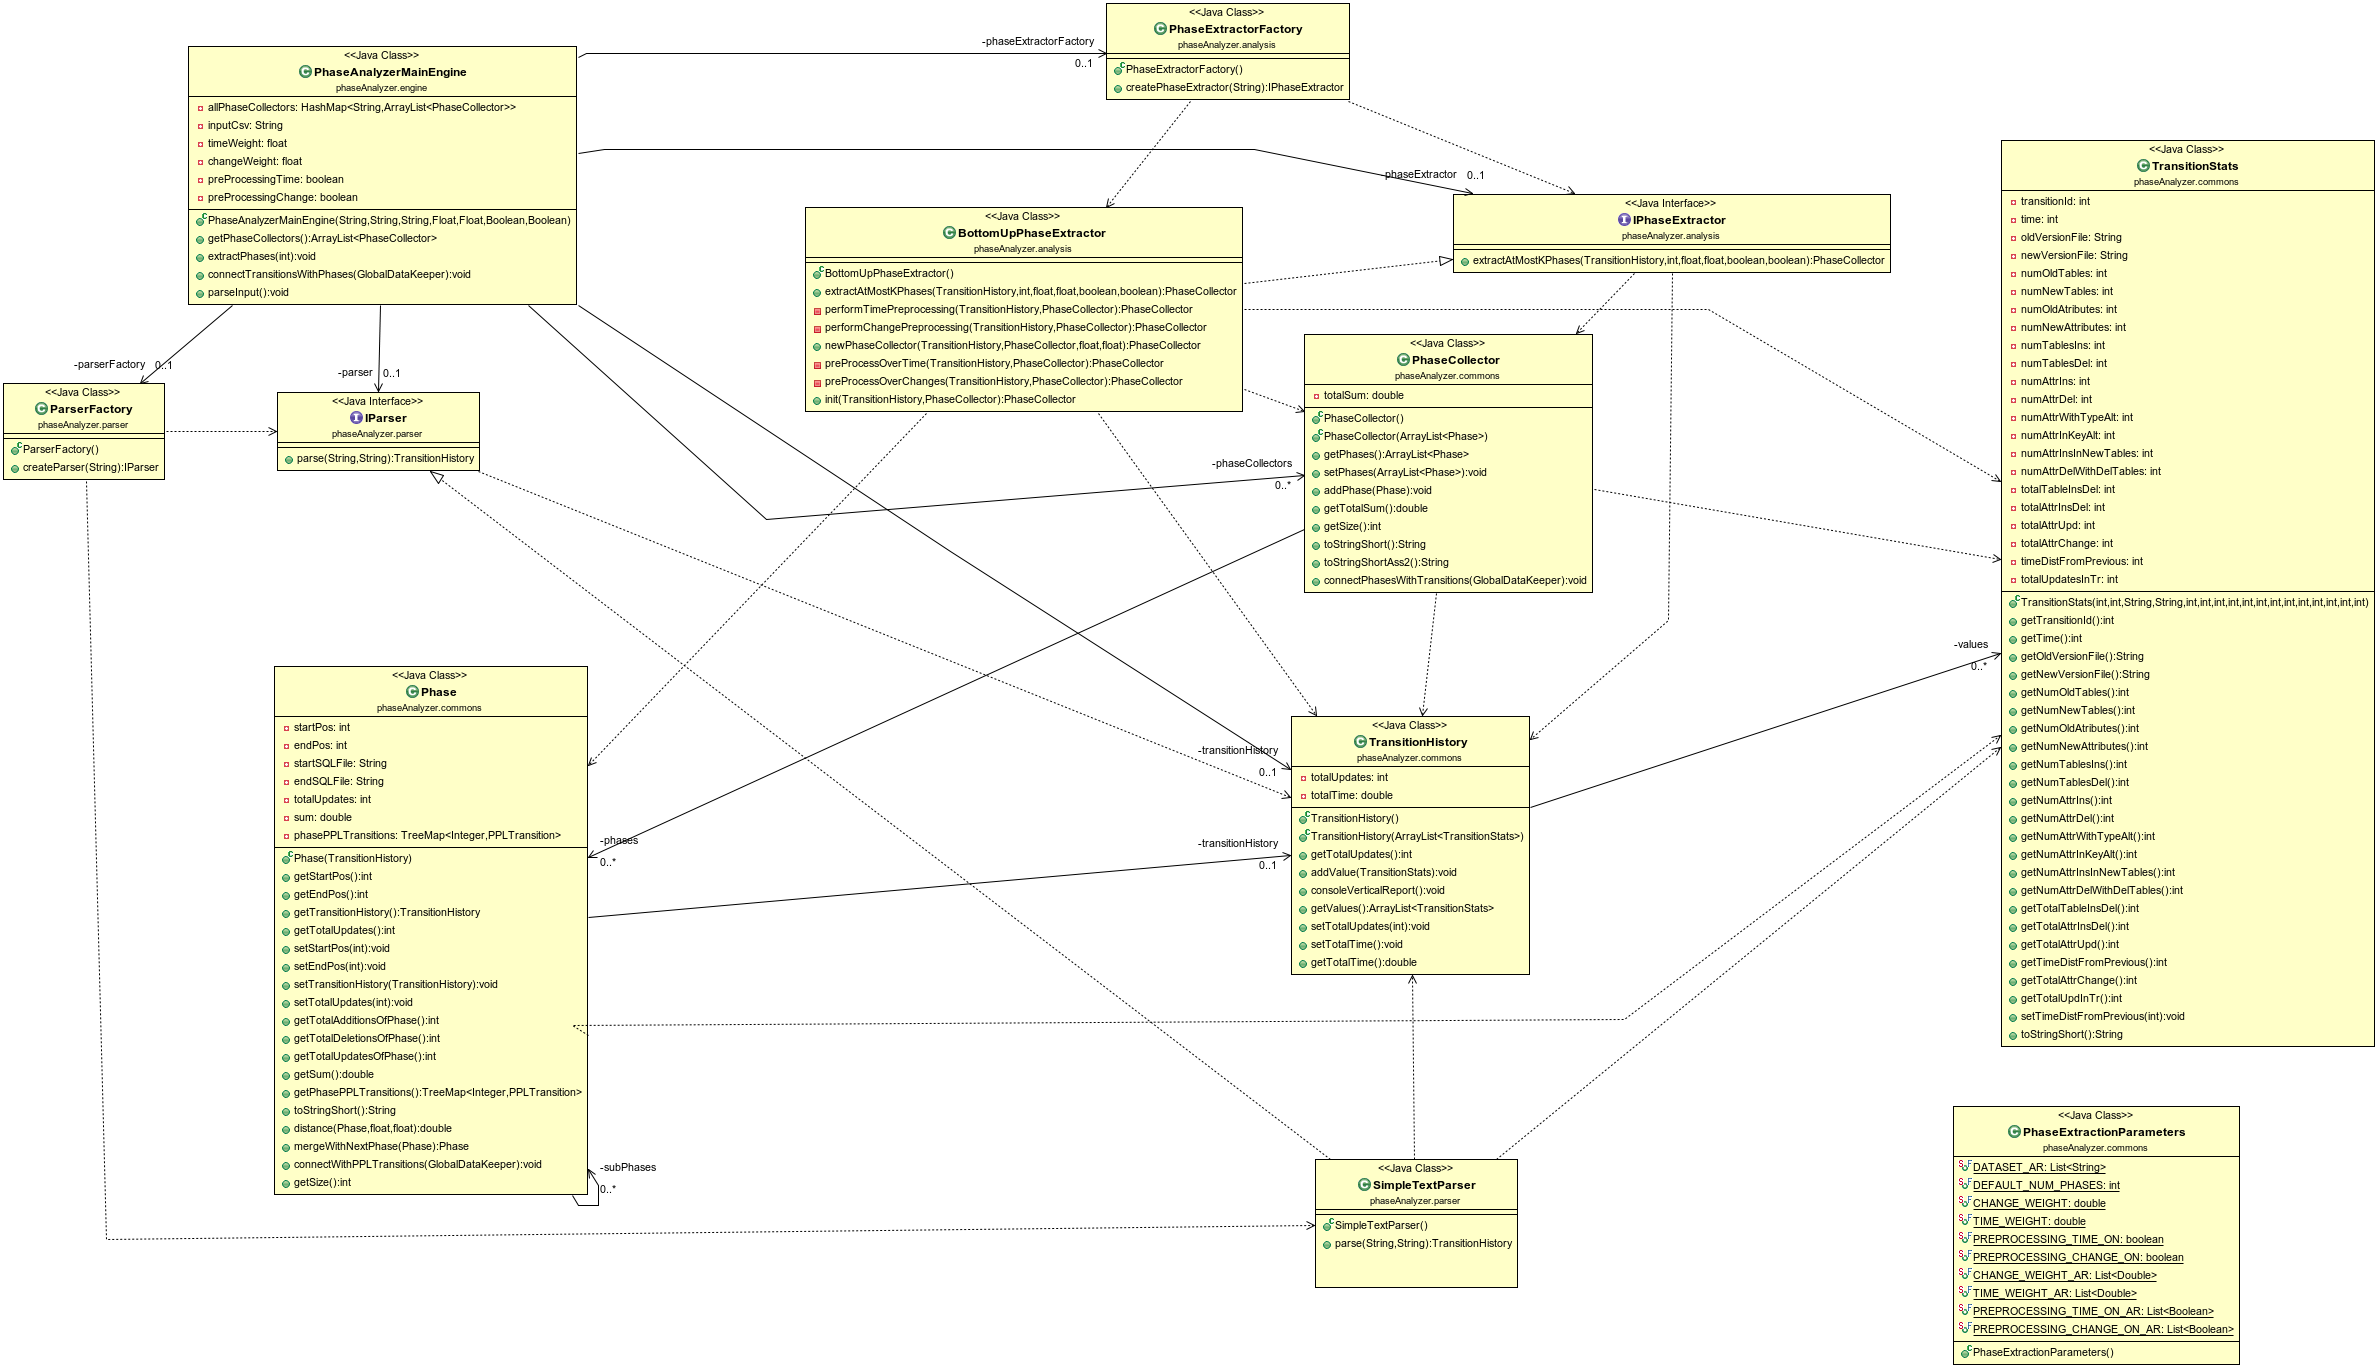 <<Java Class>>
PhaseExtractorFactory
phaseAnalyzer.analysis
PhaseExtractorFactory()
createPhaseExtractor(String):IPhaseExtractor
-phaseExtractorFactory
0..1
<<Java Class>>
PhaseAnalyzerMainEngine
phaseAnalyzer.engine
allPhaseCollectors: HashMap<String,ArrayList<PhaseCollector>>
inputCsv: String
timeWeight: float
changeWeight: float
preProcessingTime: boolean
preProcessingChange: boolean
PhaseAnalyzerMainEngine(String,String,String,Float,Float,Boolean,Boolean)
getPhaseCollectors():ArrayList<PhaseCollector>
extractPhases(int):void
connectTransitionsWithPhases(GlobalDataKeeper):void
parseInput():void
-phaseExtractor
0..1
<<Java Interface>>
IPhaseExtractor
phaseAnalyzer.analysis
extractAtMostKPhases(TransitionHistory,int,float,float,boolean,boolean):PhaseCollector
<<Java Class>>
BottomUpPhaseExtractor
phaseAnalyzer.analysis
BottomUpPhaseExtractor()
extractAtMostKPhases(TransitionHistory,int,float,float,boolean,boolean):PhaseCollector
performTimePreprocessing(TransitionHistory,PhaseCollector):PhaseCollector
performChangePreprocessing(TransitionHistory,PhaseCollector):PhaseCollector
newPhaseCollector(TransitionHistory,PhaseCollector,float,float):PhaseCollector
preProcessOverTime(TransitionHistory,PhaseCollector):PhaseCollector
preProcessOverChanges(TransitionHistory,PhaseCollector):PhaseCollector
init(TransitionHistory,PhaseCollector):PhaseCollector
<<Java Class>>
TransitionStats
phaseAnalyzer.commons
transitionId: int
time: int
oldVersionFile: String
newVersionFile: String
numOldTables: int
numNewTables: int
numOldAtributes: int
numNewAttributes: int
numTablesIns: int
numTablesDel: int
numAttrIns: int
numAttrDel: int
numAttrWithTypeAlt: int
numAttrInKeyAlt: int
numAttrInsInNewTables: int
numAttrDelWithDelTables: int
totalTableInsDel: int
totalAttrInsDel: int
totalAttrUpd: int
totalAttrChange: int
timeDistFromPrevious: int
totalUpdatesInTr: int
TransitionStats(int,int,String,String,int,int,int,int,int,int,int,int,int,int,int,int,int)
getTransitionId():int
getTime():int
getOldVersionFile():String
getNewVersionFile():String
getNumOldTables():int
getNumNewTables():int
getNumOldAtributes():int
getNumNewAttributes():int
getNumTablesIns():int
getNumTablesDel():int
getNumAttrIns():int
getNumAttrDel():int
getNumAttrWithTypeAlt():int
getNumAttrInKeyAlt():int
getNumAttrInsInNewTables():int
getNumAttrDelWithDelTables():int
getTotalTableInsDel():int
getTotalAttrInsDel():int
getTotalAttrUpd():int
getTimeDistFromPrevious():int
getTotalAttrChange():int
getTotalUpdInTr():int
setTimeDistFromPrevious(int):void
toStringShort():String
-parserFactory
0..1
-parser
0..1
<<Java Class>>
ParserFactory
phaseAnalyzer.parser
ParserFactory()
createParser(String):IParser
<<Java Interface>>
IParser
phaseAnalyzer.parser
parse(String,String):TransitionHistory
<<Java Class>>
PhaseCollector
phaseAnalyzer.commons
totalSum: double
PhaseCollector()
PhaseCollector(ArrayList<Phase>)
getPhases():ArrayList<Phase>
setPhases(ArrayList<Phase>):void
addPhase(Phase):void
getTotalSum():double
getSize():int
toStringShort():String
toStringShortAss2():String
connectPhasesWithTransitions(GlobalDataKeeper):void
-phaseCollectors
0..*
-values
0..*
<<Java Class>>
Phase
phaseAnalyzer.commons
startPos: int
endPos: int
startSQLFile: String
endSQLFile: String
totalUpdates: int
sum: double
phasePPLTransitions: TreeMap<Integer,PPLTransition>
Phase(TransitionHistory)
getStartPos():int
getEndPos():int
getTransitionHistory():TransitionHistory
getTotalUpdates():int
setStartPos(int):void
setEndPos(int):void
setTransitionHistory(TransitionHistory):void
setTotalUpdates(int):void
getTotalAdditionsOfPhase():int
getTotalDeletionsOfPhase():int
getTotalUpdatesOfPhase():int
getSum():double
getPhasePPLTransitions():TreeMap<Integer,PPLTransition>
toStringShort():String
distance(Phase,float,float):double
mergeWithNextPhase(Phase):Phase
connectWithPPLTransitions(GlobalDataKeeper):void
getSize():int
-phases
0..*
-subPhases
0..*
-transitionHistory
0..1
-transitionHistory
0..1
<<Java Class>>
TransitionHistory
phaseAnalyzer.commons
totalUpdates: int
totalTime: double
TransitionHistory()
TransitionHistory(ArrayList<TransitionStats>)
getTotalUpdates():int
addValue(TransitionStats):void
consoleVerticalReport():void
getValues():ArrayList<TransitionStats>
setTotalUpdates(int):void
setTotalTime():void
getTotalTime():double
<<Java Class>>
SimpleTextParser
phaseAnalyzer.parser
SimpleTextParser()
parse(String,String):TransitionHistory
<<Java Class>>
PhaseExtractionParameters
phaseAnalyzer.commons
DATASET_AR: List<String>
DEFAULT_NUM_PHASES: int
CHANGE_WEIGHT: double
TIME_WEIGHT: double
PREPROCESSING_TIME_ON: boolean
PREPROCESSING_CHANGE_ON: boolean
CHANGE_WEIGHT_AR: List<Double>
TIME_WEIGHT_AR: List<Double>
PREPROCESSING_TIME_ON_AR: List<Boolean>
PREPROCESSING_CHANGE_ON_AR: List<Boolean>
PhaseExtractionParameters()